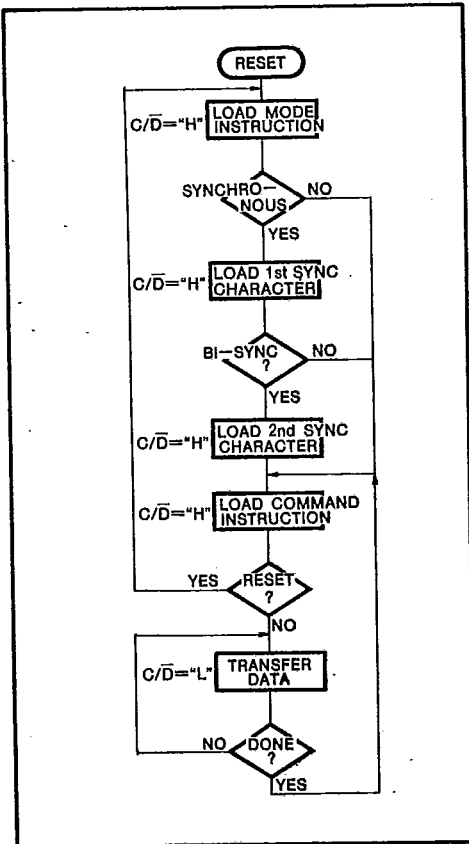 RESET
C/D̅="H"
LOAD MODE
INSTRUCTION
SYNCHRO—
NOUS
NO
YES
C/D̅="H"
LOAD 1st SYNC
CHARACTER
BI—SYNC
?
NO
YES
C/D̅="H"
LOAD 2nd SYNC
CHARACTER
C/D̅="H"
LOAD COMMAND
INSTRUCTION
YES
RESET
?
NO
C/D̅="L"
TRANSFER
DATA
NO
DONE
?
YES